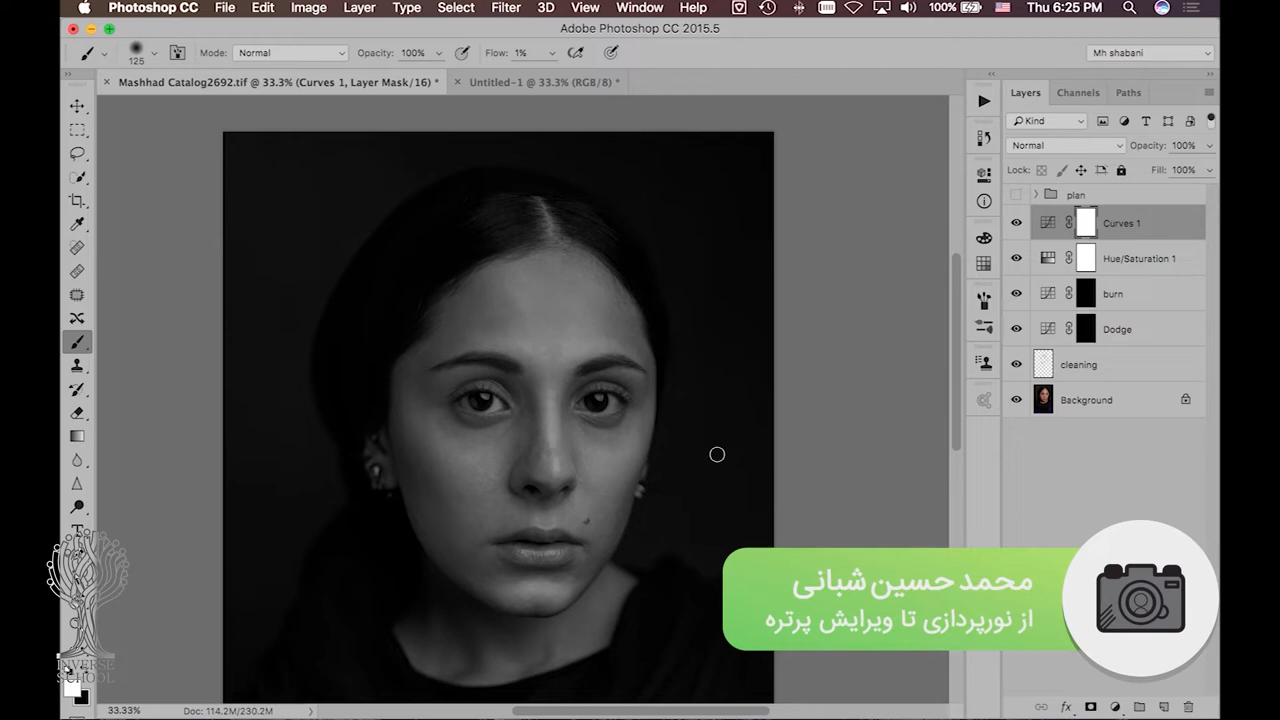 Photoshop CC File Edit Image Layer Type Select Filter 3D View Window Help 100% Thu 6:25 PM
Adobe Photoshop CC 2015.5
125 Mode: Normal Opacity: 100% Flow: 1% Mh shabani
Mashhad Catalog2692.tif @ 33.3% (Curves 1, Layer Mask/16) * Untitled-1 @ 33.3% (RGB/8) *
Layers Channels Paths
Kind
Normal Opacity: 100%
Lock: Fill: 100%
plan
Curves 1
Hue/Saturation 1
burn
Dodge
cleaning
Background
محمد حسین شبانی
از نورپردازی تا ویرایش پرتره
INVERSE
SCHOOL
33.33% Doc: 114.2M/230.2M
fx